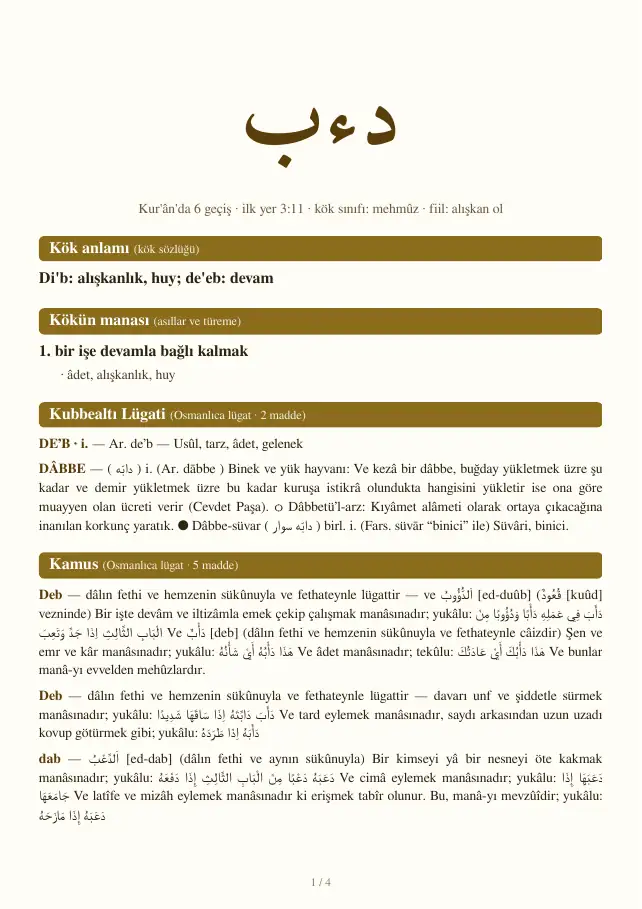 دءب
Kur'ân'da 6 geçiş · ilk yer 3:11 · kök sınıfı: mehmûz · fiil: alışkan ol
Kök anlamı (kök sözlüğü)
Di'b: alışkanlık, huy; de'eb: devam
Kökün manası (asıllar ve türeme)
1. bir işe devamla bağlı kalmak
· âdet, alışkanlık, huy
Kubbealtı Lügati (Osmanlıca lügat · 2 madde)
DE’B · i. — Ar. de’b — Usûl, tarz, âdet, gelenek
DÂBBE — ( دابّه ) i. (Ar. dābbe ) Binek ve yük hayvanı: Ve kezâ bir dâbbe, buğday yükletmek üzre şu
kadar ve demir yükletmek üzre bu kadar kuruşa istikrâ olundukta hangisini yükletir ise ona göre
muayyen olan ücreti verir (Cevdet Paşa). ѻ Dâbbetü’l-arz: Kıyâmet alâmeti olarak ortaya çıkacağına
inanılan korkunç yaratık. ● Dâbbe-süvar ( دابّه سوار ) birl. i. (Fars. süvār “binici” ile) Süvâri, binici.
Kamus (Osmanlıca lügat · 5 madde)
Deb — dâlın fethi ve hemzenin sükûnuyla ve fethateynle lügattir — ve اَلدُّؤُوبُ [ed-duûb] (قُعُودٌ [kuûd]
vezninde) Bir işte devâm ve iltizâmla emek çekip çalışmak manâsınadır; yukâlu: دَأَبَ فِي عَمَلِهِ دَأْبًا وَدُؤُوبًا مِنْ
الْبَابِ الثَّالِثِ إِذَا جَدَّ وَتَعِبَ Ve دَأْبٌ [deb] (dâlın fethi ve hemzenin sükûnuyla ve fethateynle câizdir) Şen ve
emr ve kâr manâsınadır; yukâlu: هَذَا دَأْبُهُ أَيْ شَأْنُهُ Ve âdet manâsınadır; tekûlu: هَذَا دَأْبُكَ أَيْ عَادَتُكَ Ve bunlar
manâ-yı evvelden mehûzlardır.
Deb — dâlın fethi ve hemzenin sükûnuyla ve fethateynle lügattir — davarı unf ve şiddetle sürmek
manâsınadır; yukâlu: دَأَبَ دَابَّتَهُ إِذَا سَاقَهَا شَدِيدًا Ve tard eylemek manâsınadır, saydı arkasından uzun uzadı
kovup götürmek gibi; yukâlu: دَأَبَهُ إِذَا طَرَدَهُ
dab — اَلدَّعْبُ [ed-dab] (dâlın fethi ve aynın sükûnuyla) Bir kimseyi yâ bir nesneyi öte kakmak
manâsınadır; yukâlu: دَعَبَهُ دَعْبًا مِنَ الْبَابِ الثَّالِثِ إِذَا دَفَعَهُ Ve cimâ eylemek manâsınadır; yukâlu: دَعَبَهَا إِذَا
جَامَعَهَا Ve latîfe ve mizâh eylemek manâsınadır ki erişmek tabîr olunur. Bu, manâ-yı mevzûîdir; yukâlu:
دَعَبَهُ إِذَا مَازَحَهُ
1 / 4